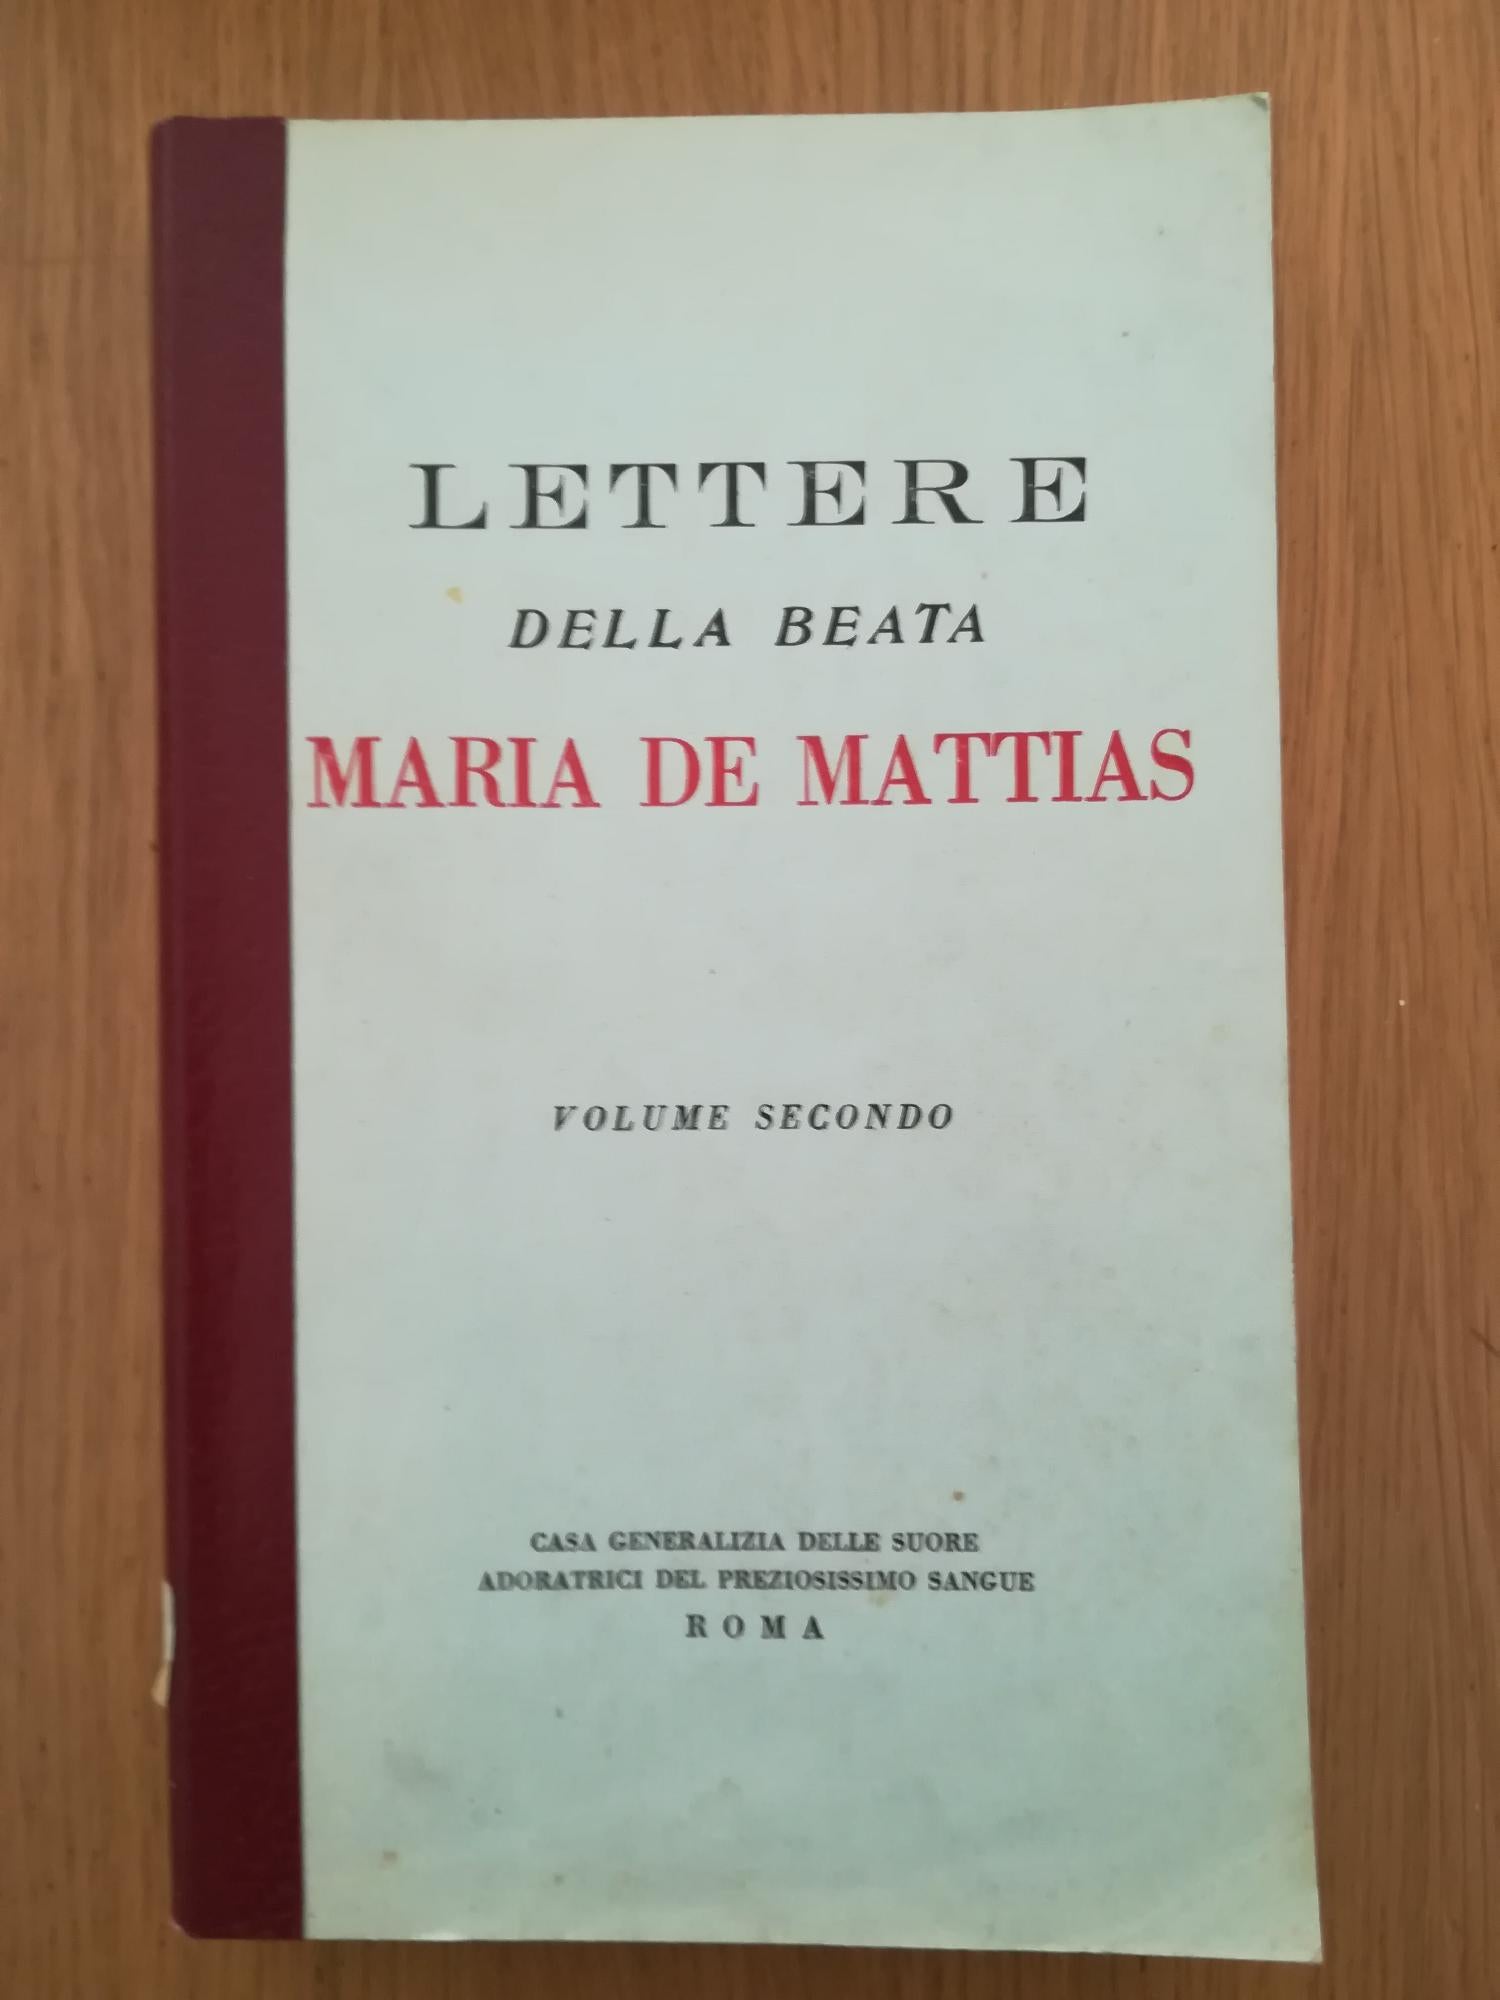 LETTERE
DELLA BEATA
MARIA DE MATTIAS
VOLUME SECONDO
CASA GENERALIZIA DELLE SUORE
ADORATRICI DEL PREZIOSISSIMO SANGUE
ROMA